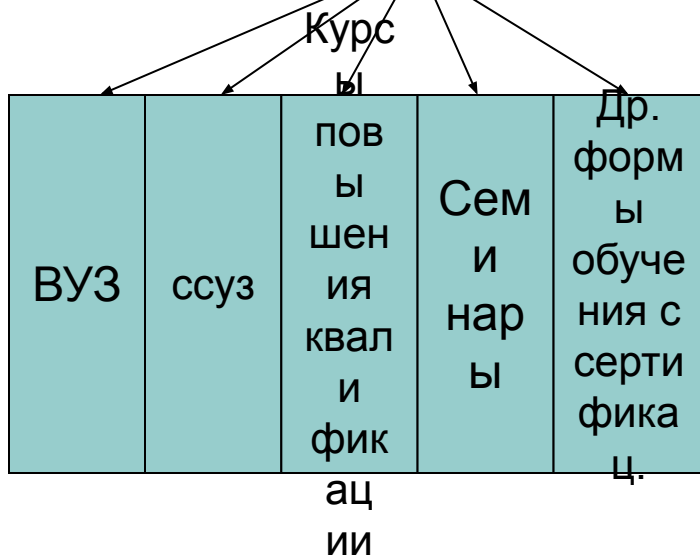 ВУЗ
ссуз
Курс
ы
пов
ы
шен
ия
квал
и
фик
ац
ии
Сем
и
нар
ы
Др.
форм
ы
обуче
ния с
серти
фика
ц.